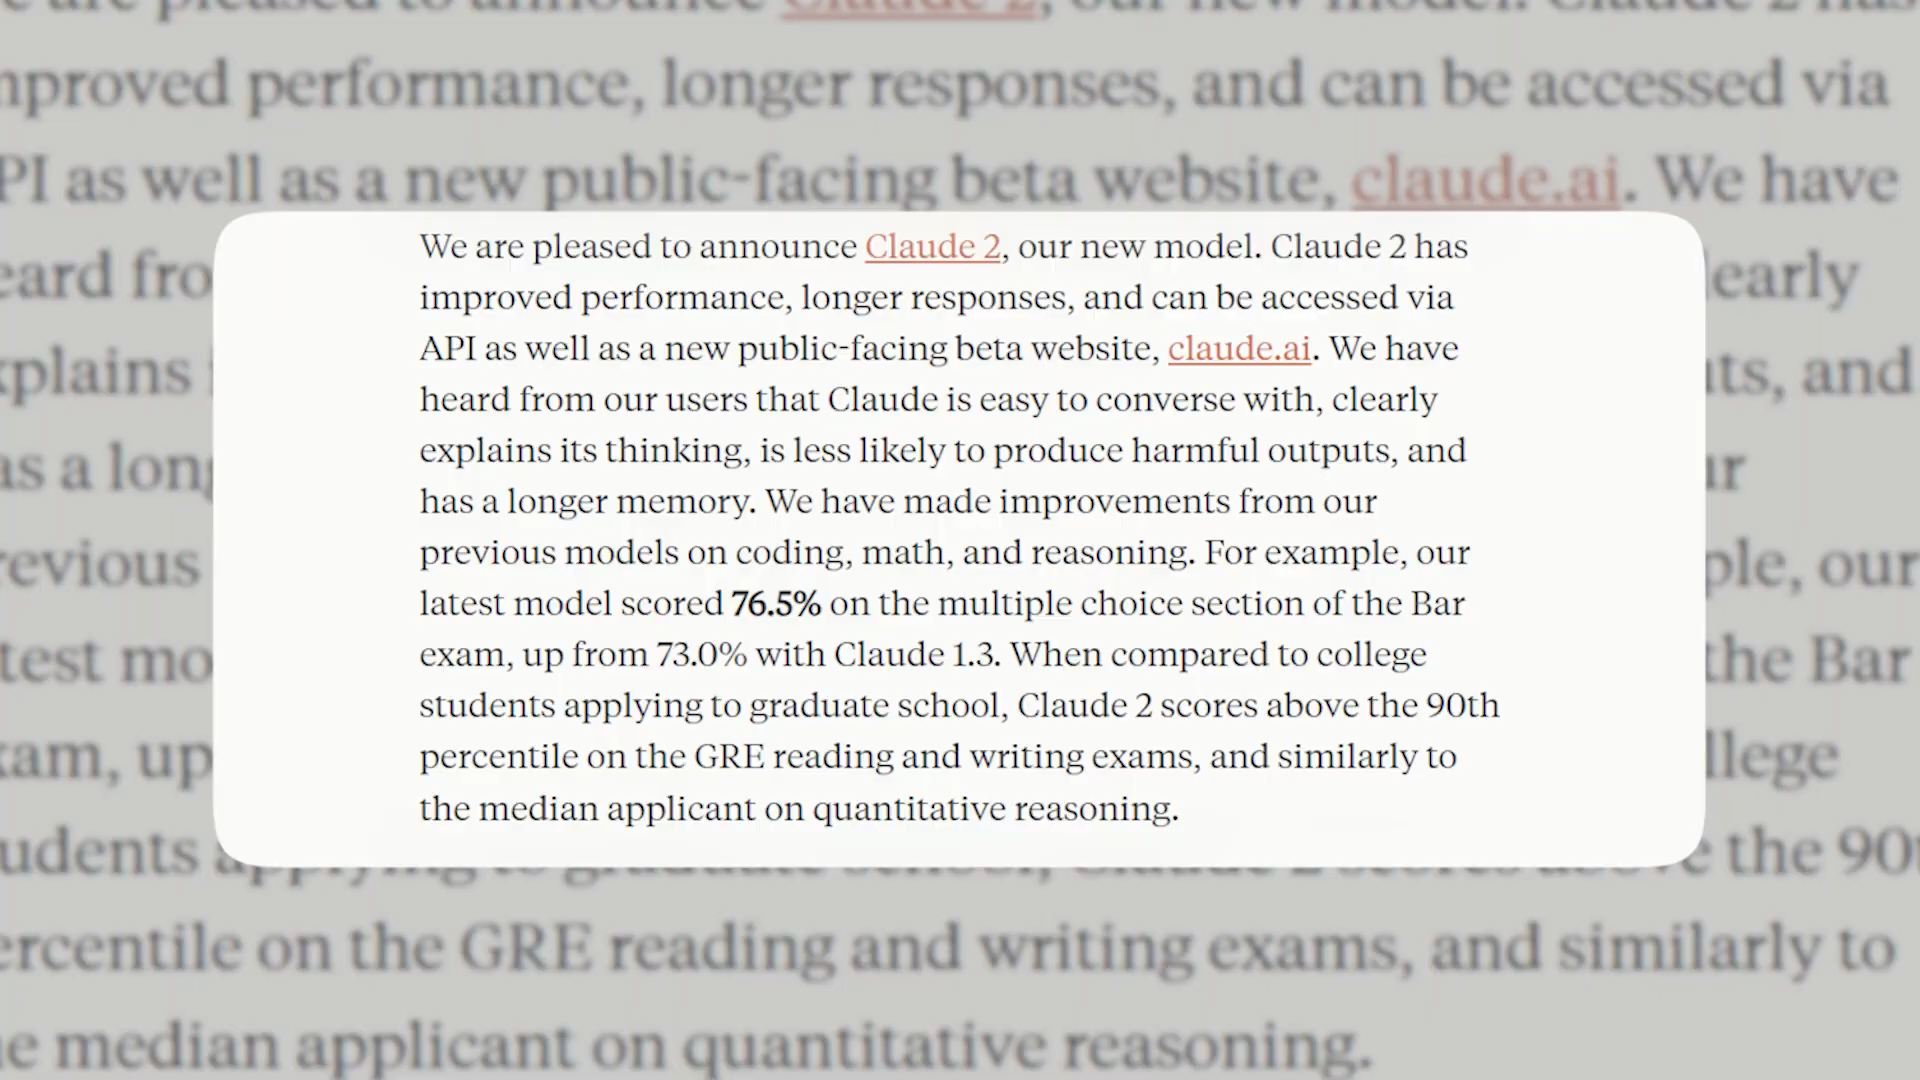 We are pleased to announce Claude 2, our new model. Claude 2 has
improved performance, longer responses, and can be accessed via
API as well as a new public-facing beta website, claude.ai. We have
heard from our users that Claude is easy to converse with, clearly
explains its thinking, is less likely to produce harmful outputs, and
has a longer memory. We have made improvements from our
previous models on coding, math, and reasoning. For example, our
latest model scored 76.5% on the multiple choice section of the Bar
exam, up from 73.0% with Claude 1.3. When compared to college
students applying to graduate school, Claude 2 scores above the 90th
percentile on the GRE reading and writing exams, and similarly to
the median applicant on quantitative reasoning.